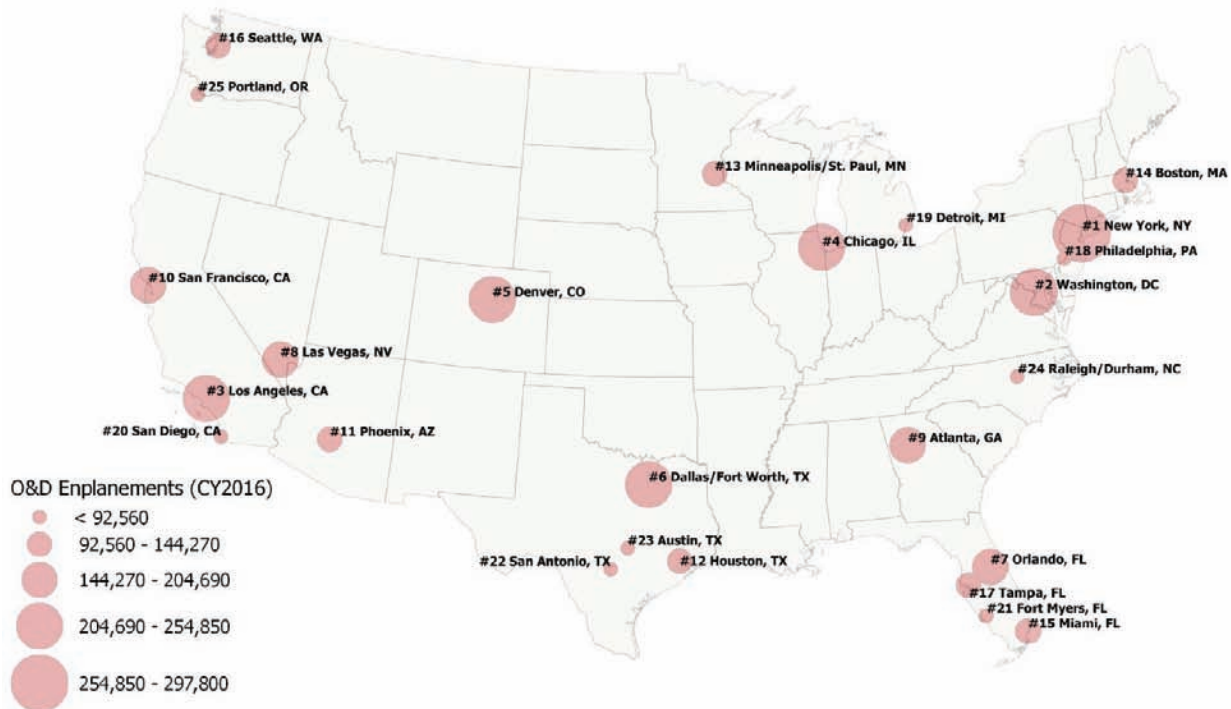 #16 Seattle, WA
#25 Portland, OR
#13 Minneapolis/St. Paul, MN
#14 Boston, MA
#19 Detroit, MI
#1 New York, NY
#4 Chicago, IL
#18 Philadelphia, PA
#10 San Francisco, CA
#2 Washington, DC
#5 Denver, CO
#8 Las Vegas, NV
#24 Raleigh/Durham, NC
#3 Los Angeles, CA
#20 San Diego, CA
#11 Phoenix, AZ
#9 Atlanta, GA
#6 Dallas/Fort Worth, TX
#23 Austin, TX
#22 San Antonio, TX
#12 Houston, TX
#7 Orlando, FL
#17 Tampa, FL
#21 Fort Myers, FL
#15 Miami, FL
O&D Enplanements (CY2016)
< 92,560
92,560 - 144,270
144,270 - 204,690
204,690 - 254,850
254,850 - 297,800